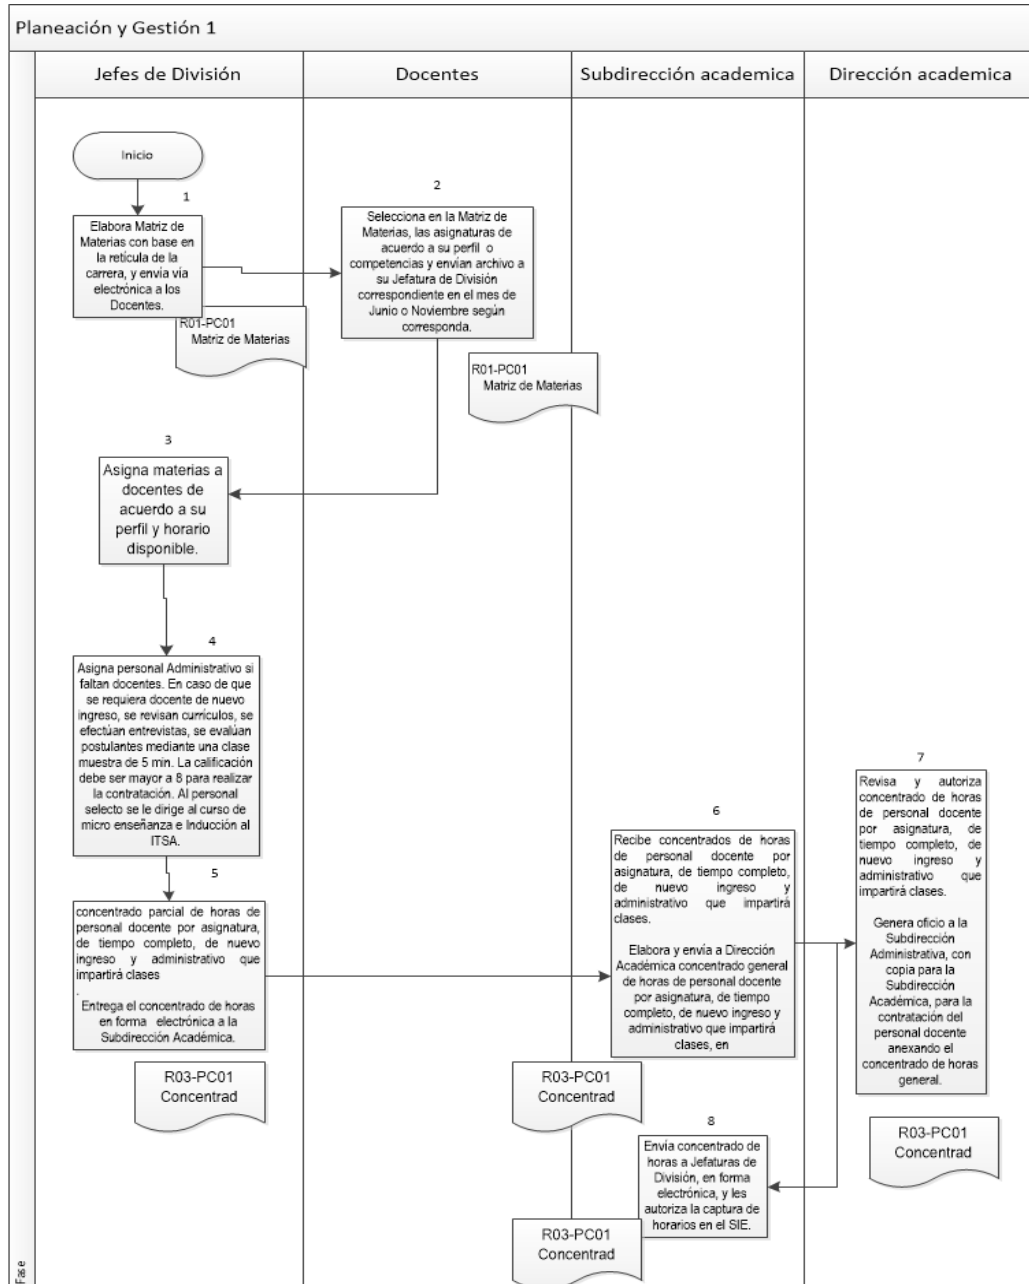 Planeación y Gestión 1
Jefes de División
Docentes
Subdirección academica
Dirección academica
Inicio
1
Elabora Matriz de
Materias con base en
la retícula de la
carrera, y envía vía
electrónica a los
Docentes.
R01-PC01
Matriz de Materias
2
Selecciona en la Matriz de
Materias, las asignaturas de
acuerdo a su perfil o
competencias y envían archivo a
su Jefatura de División
correspondiente en el mes de
Junio o Noviembre según
corresponda.
R01-PC01
Matriz de Materias
3
Asigna materias a
docentes de
acuerdo a su
perfil y horario
disponible.
4
Asigna personal Administrativo si
faltan docentes. En caso de que
se requiera docente de nuevo
ingreso, se revisan currículos, se
efectúan entrevistas, se evalúan
postulantes mediante una clase
muestra de 5 min. La calificación
debe ser mayor a 8 para realizar
la contratación. Al personal
selecto se le dirige al curso de
micro enseñanza e Inducción al
ITSA.
5
concentrado parcial de horas de
personal docente por asignatura,
de tiempo completo, de nuevo
ingreso y administrativo que
impartirá clases
.
Entrega el concentrado de horas
en forma electrónica a la
Subdirección Académica.
R03-PC01
Concentrad
6
Recibe concentrados de horas
de personal docente por
asignatura, de tiempo completo,
de nuevo ingreso y
administrativo que impartirá
clases.
Elabora y envía a Dirección
Académica concentrado general
de horas de personal docente
por asignatura, de tiempo
completo, de nuevo ingreso y
administrativo que impartirá
clases, en
R03-PC01
Concentrad
7
Revisa y autoriza
concentrado de horas
de personal docente
por asignatura, de
tiempo completo, de
nuevo ingreso y
administrativo que
impartirá clases.
Genera oficio a la
Subdirección
Administrativa, con
copia para la
Subdirección
Académica, para la
contratación del
personal docente
anexando el
concentrado de horas
general.
R03-PC01
Concentrad
8
Envía concentrado de
horas a Jefaturas de
División, en forma
electrónica, y les
autoriza la captura de
horarios en el SIE.
R03-PC01
Concentrad
Fase